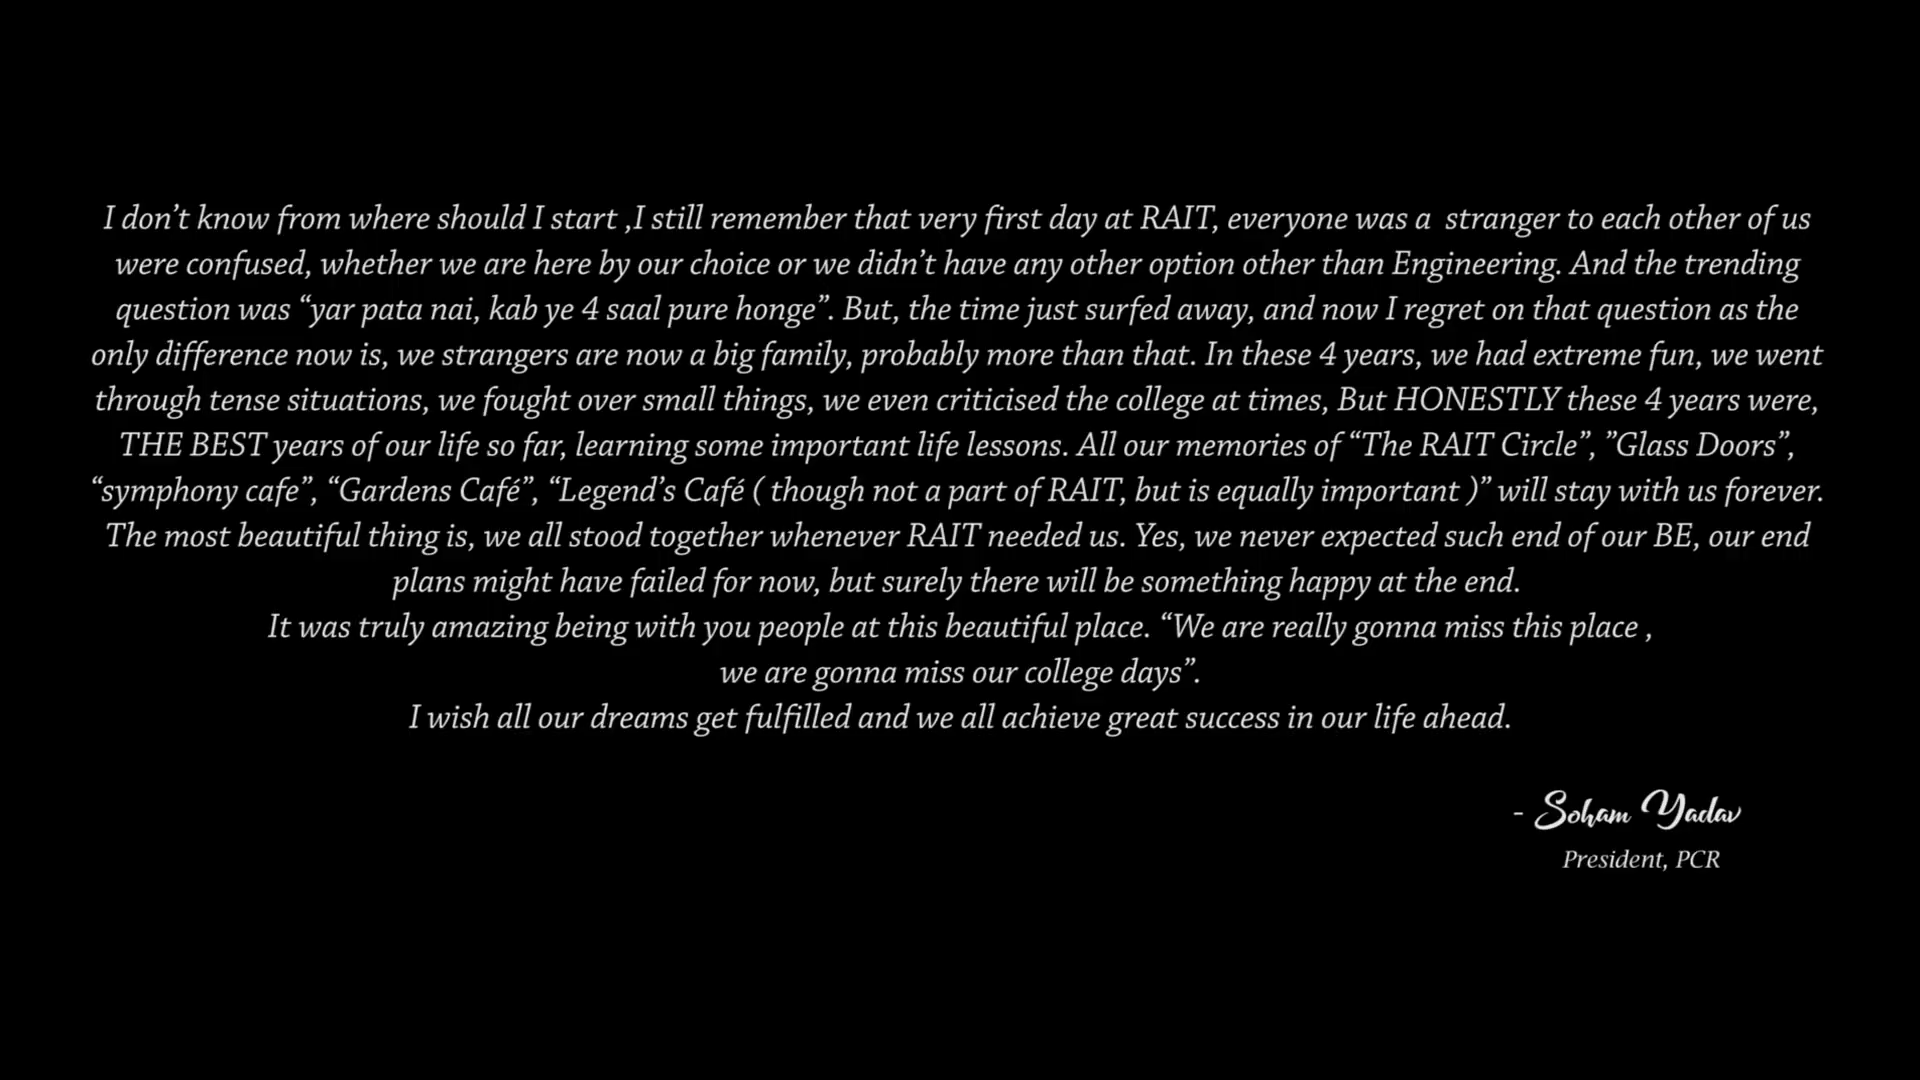 I don’t know from where should I start ,I still remember that very first day at RAIT, everyone was a  stranger to each other of us
were confused, whether we are here by our choice or we didn’t have any other option other than Engineering. And the trending
question was “yar pata nai, kab ye 4 saal pure honge”. But, the time just surfed away, and now I regret on that question as the
only difference now is, we strangers are now a big family, probably more than that. In these 4 years, we had extreme fun, we went
through tense situations, we fought over small things, we even criticised the college at times, But HONESTLY these 4 years were,
THE BEST years of our life so far, learning some important life lessons. All our memories of “The RAIT Circle”, ”Glass Doors”,
“symphony cafe”, “Gardens Café”, “Legend’s Café ( though not a part of RAIT, but is equally important )” will stay with us forever.
The most beautiful thing is, we all stood together whenever RAIT needed us. Yes, we never expected such end of our BE, our end
plans might have failed for now, but surely there will be something happy at the end.
It was truly amazing being with you people at this beautiful place. “We are really gonna miss this place ,
we are gonna miss our college days”.
I wish all our dreams get fulfilled and we all achieve great success in our life ahead.
- Soham Yadav
President, PCR